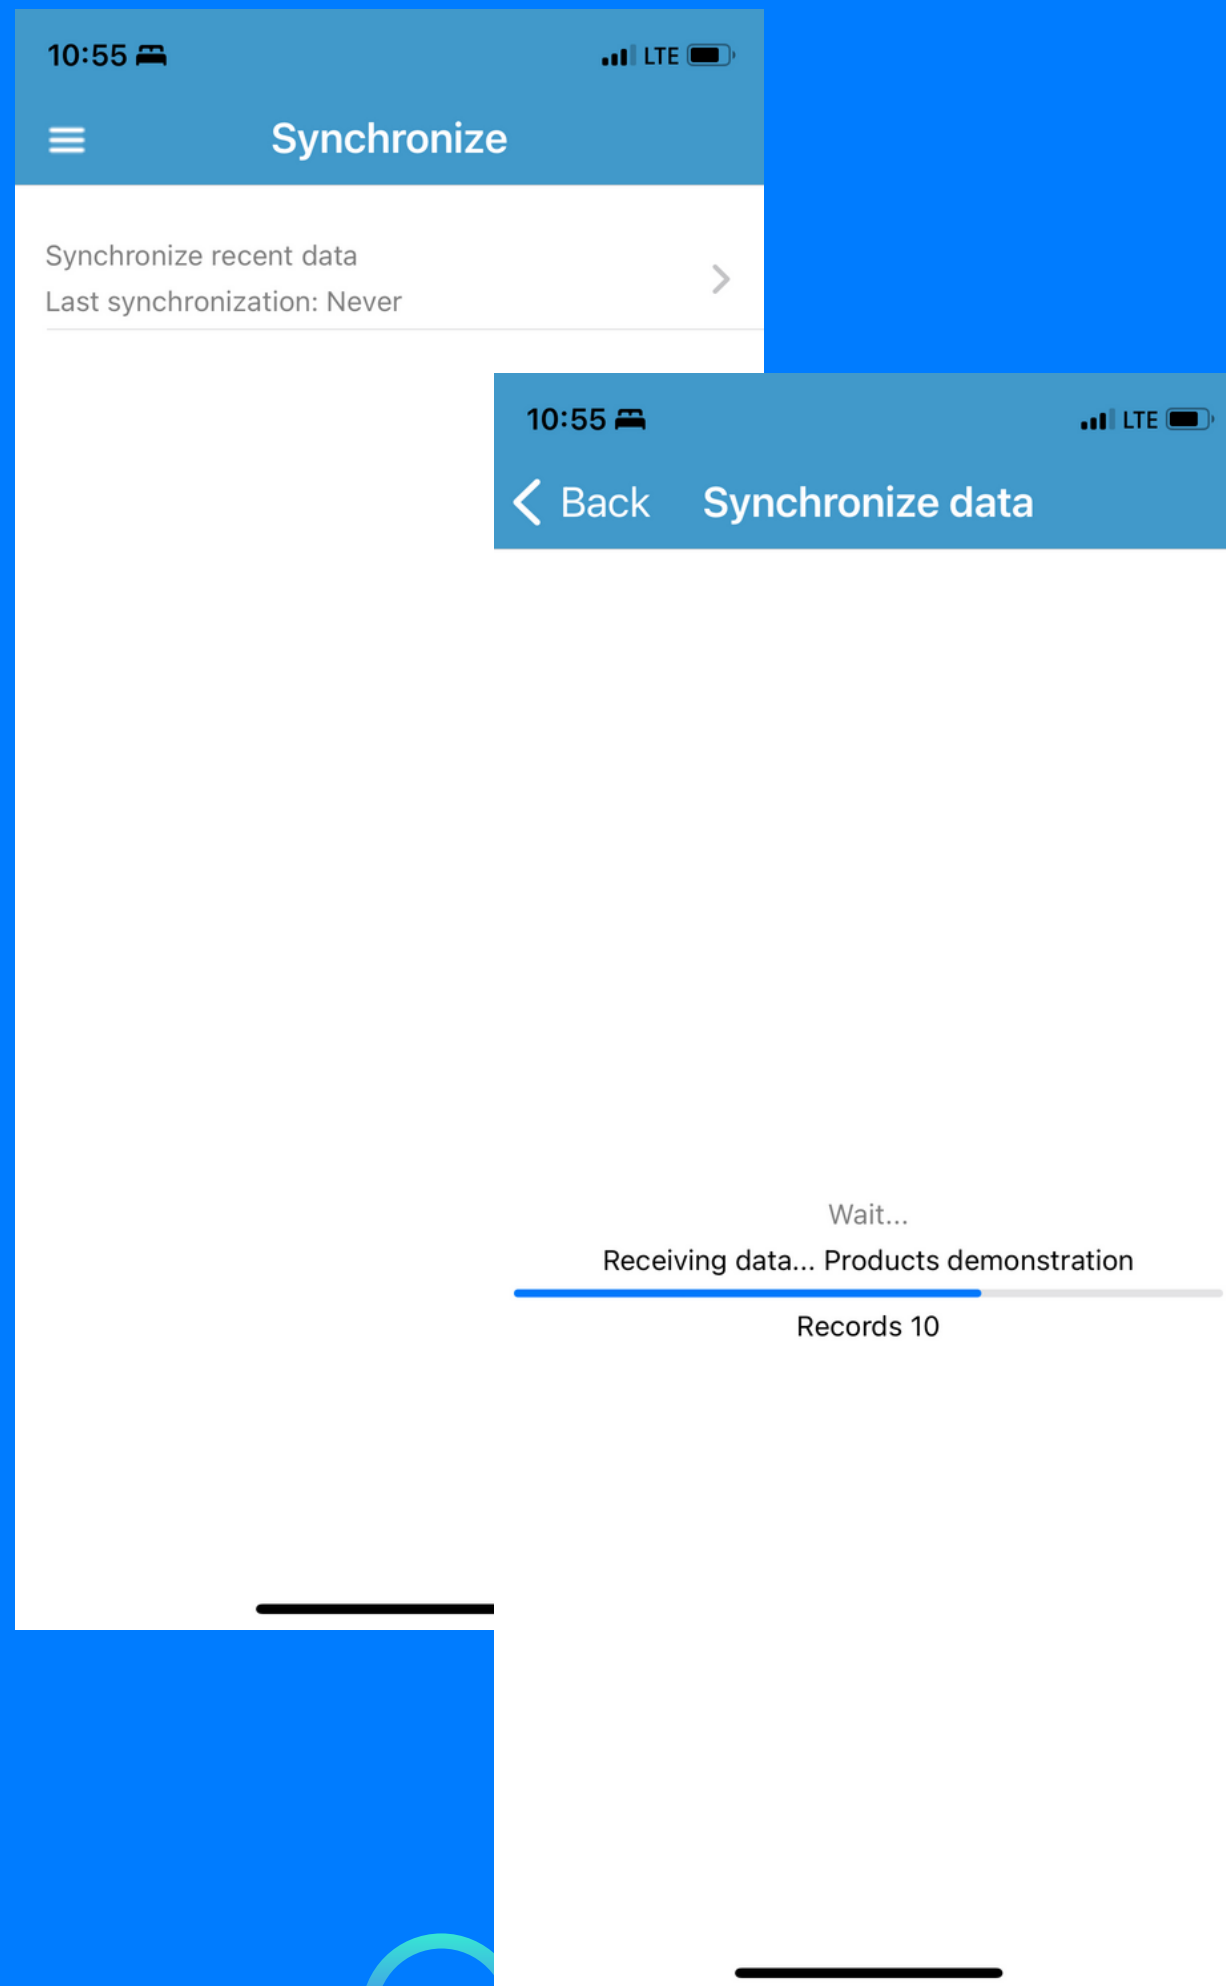 10:55 LTE
Synchronize
Synchronize recent data
Last synchronization: Never
10:55 LTE
Back Synchronize data
Wait...
Receiving data... Products demonstration
Records 10